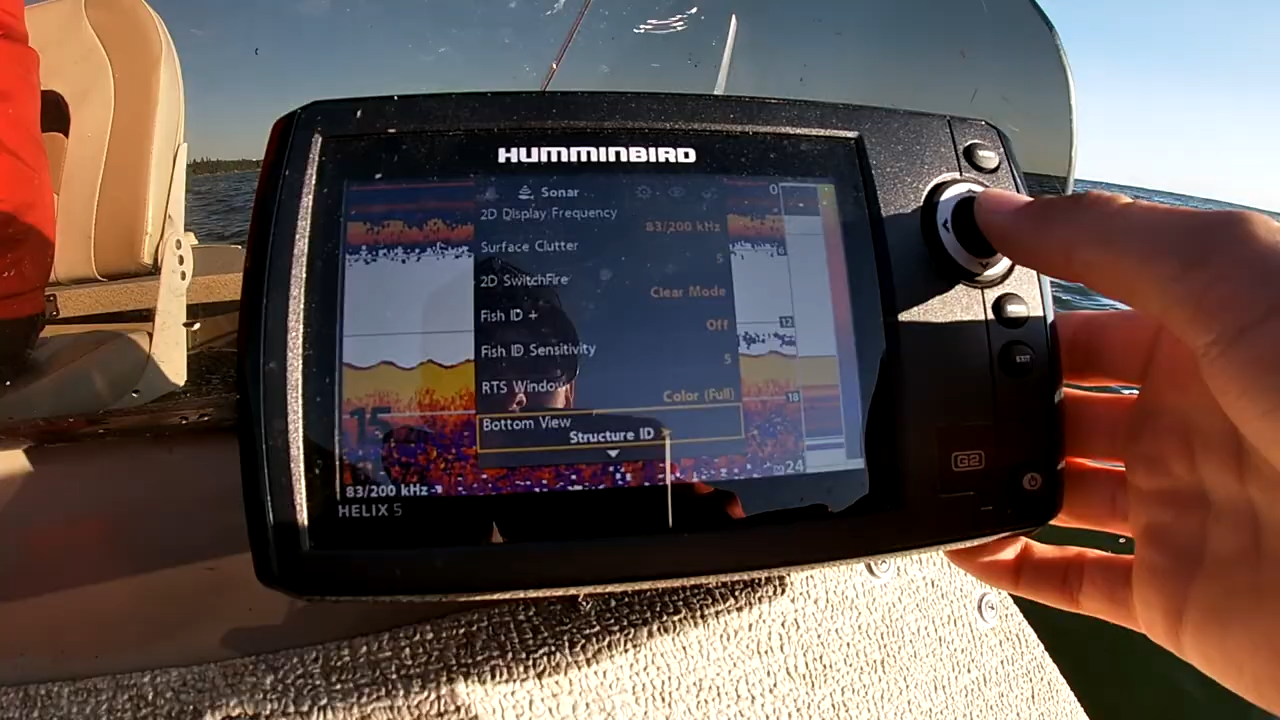 HUMMINBIRD
Sonar
2D Display Frequency
83/200 kHz
Surface Clutter
5
2D SwitchFire
Clear Mode
Fish ID +
Off
Fish ID Sensitivity
5
RTS Window
Color (Full)
Bottom View
Structure ID
0
6
12
18
24
15
83/200 kHz
HELIX 5
EXIT
G2